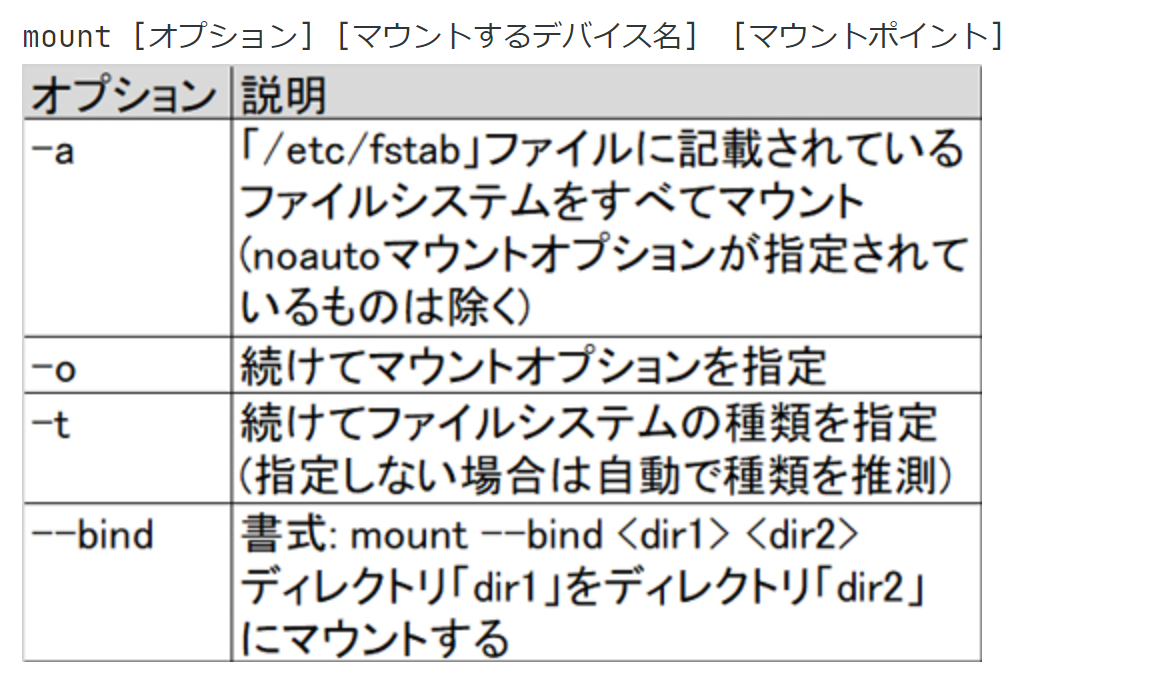 mount [オプション] [マウントするデバイス名] [マウントポイント]
オプション 説明
-a 「/etc/fstab」ファイルに記載されている
ファイルシステムをすべてマウント
(noautoマウントオプションが指定されて
いるものは除く)
-o 続けてマウントオプションを指定
-t 続けてファイルシステムの種類を指定
(指定しない場合は自動で種類を推測)
--bind 書式: mount --bind <dir1> <dir2>
ディレクトリ「dir1」をディレクトリ「dir2」
にマウントする